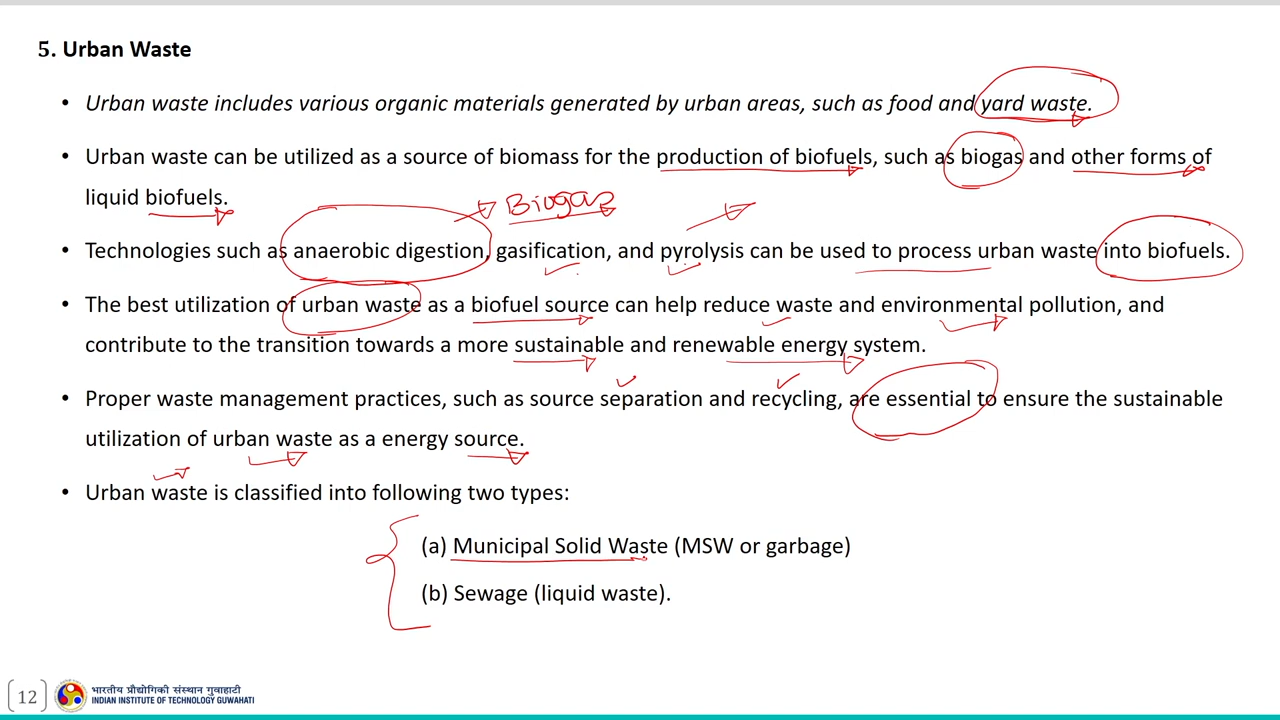 5. Urban Waste
• Urban waste includes various organic materials generated by urban areas, such as food and yard waste.
• Urban waste can be utilized as a source of biomass for the production of biofuels, such as biogas and other forms of
liquid biofuels.
Biogas
• Technologies such as anaerobic digestion, gasification, and pyrolysis can be used to process urban waste into biofuels.
• The best utilization of urban waste as a biofuel source can help reduce waste and environmental pollution, and
contribute to the transition towards a more sustainable and renewable energy system.
• Proper waste management practices, such as source separation and recycling, are essential to ensure the sustainable
utilization of urban waste as a energy source.
• Urban waste is classified into following two types:
(a) Municipal Solid Waste (MSW or garbage)
(b) Sewage (liquid waste).
12
भारतीय प्रौद्योगिकी संस्थान गुवाहाटी
INDIAN INSTITUTE OF TECHNOLOGY GUWAHATI